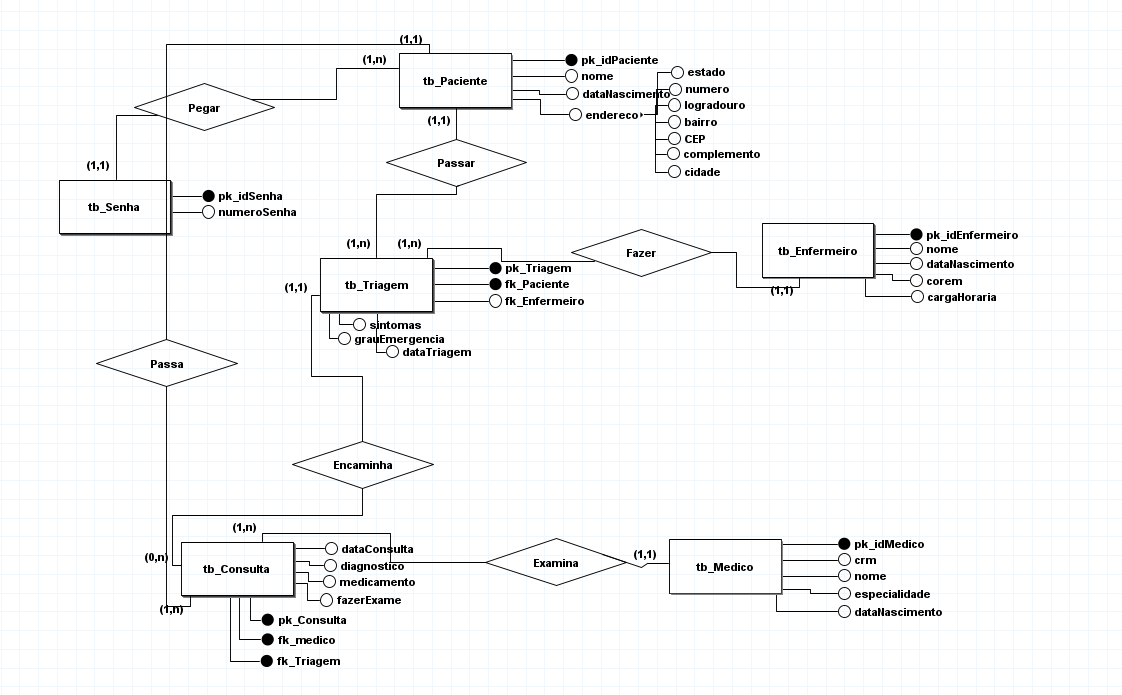 (1,1)
(1,n)
tb_Paciente
pk_idPaciente
nome
dataNascimento
endereco
estado
numero
logradouro
bairro
CEP
complemento
cidade
Pegar
(1,1)
(1,1)
Passar
tb_Senha
pk_idSenha
numeroSenha
(1,n)
(1,n)
Fazer
tb_Enfermeiro
pk_idEnfermeiro
nome
dataNascimento
corem
cargaHoraria
(1,1)
(1,1)
tb_Triagem
pk_Triagem
fk_Paciente
fk_Enfermeiro
sintomas
grauEmergencia
dataTriagem
Passa
Encaminha
(1,n)
(0,n)
tb_Consulta
dataConsulta
diagnostico
medicamento
fazerExame
(1,n)
pk_Consulta
fk_medico
fk_Triagem
Examina
(1,1)
tb_Medico
pk_idMedico
crm
nome
especialidade
dataNascimento